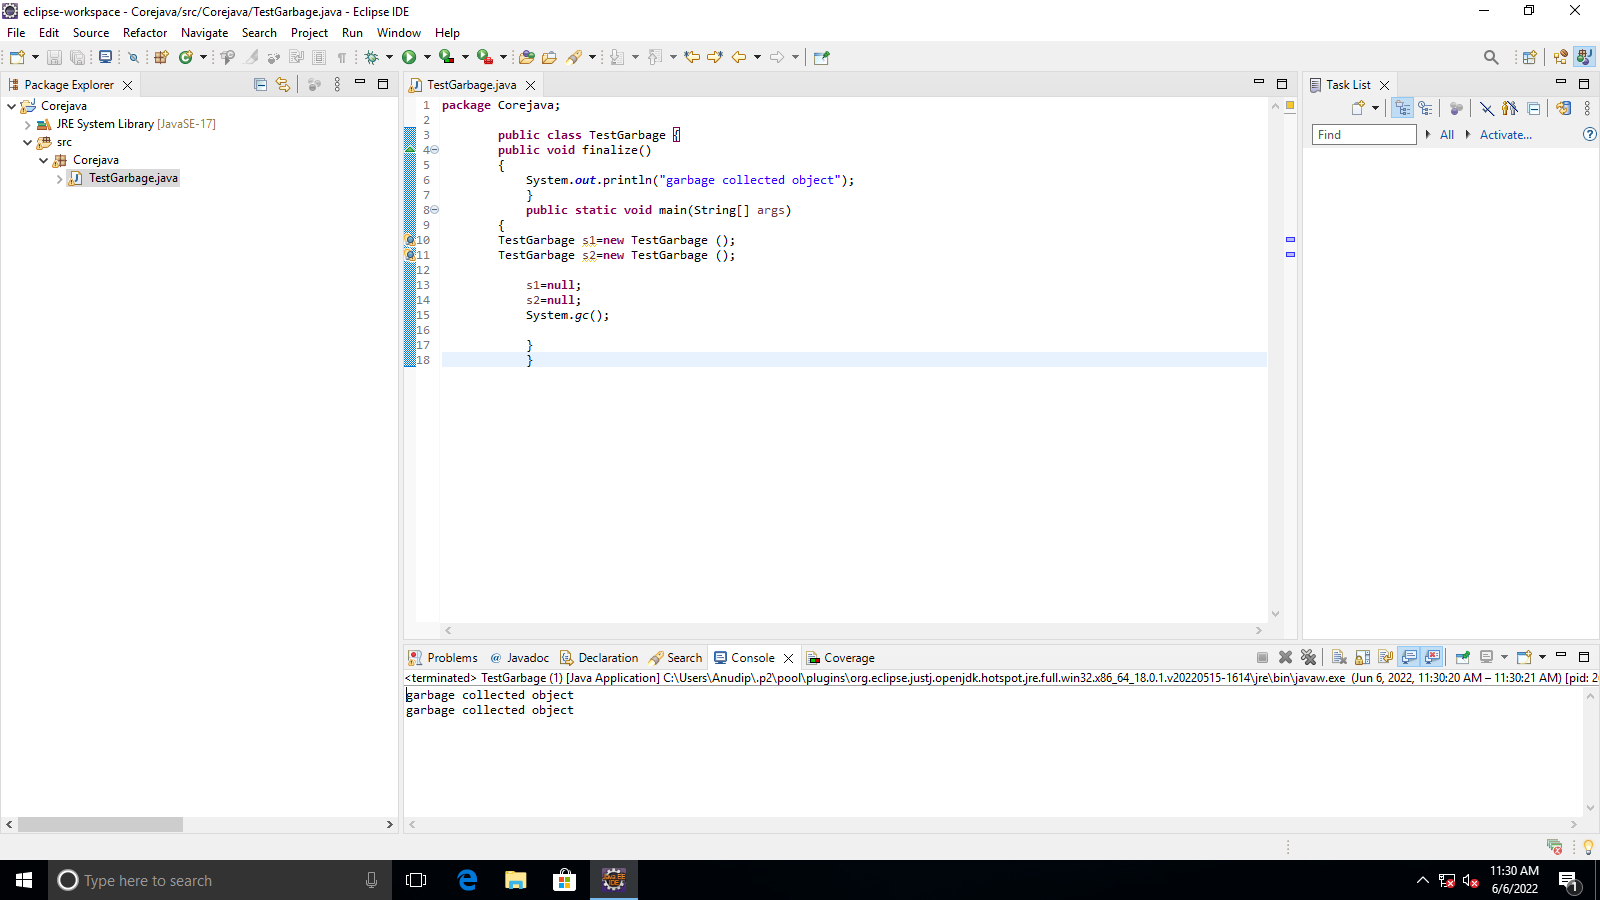 eclipse-workspace - Corejava/src/Corejava/TestGarbage.java - Eclipse IDE
File Edit Source Refactor Navigate Search Project Run Window Help
Package Explorer
Corejava
JRE System Library [JavaSE-17]
src
Corejava
TestGarbage.java
TestGarbage.java
1 package Corejava;
2
3 public class TestGarbage {
4 public void finalize()
5 {
6 System.out.println("garbage collected object");
7 }
8 public static void main(String[] args)
9 {
10 TestGarbage s1=new TestGarbage ();
11 TestGarbage s2=new TestGarbage ();
12
13 s1=null;
14 s2=null;
15 System.gc();
16
17 }
18 }
Task List
Find All Activate...
Problems @ Javadoc Declaration Search Console Coverage
<terminated> TestGarbage (1) [Java Application] C:\Users\Anudip\.p2\pool\plugins\org.eclipse.justj.openjdk.hotspot.jre.full.win32.x86_64_18.0.1.v20220515-1614\jre\bin\javaw.exe (Jun 6, 2022, 11:30:20 AM – 11:30:21 AM) [pid: 2
garbage collected object
garbage collected object
Type here to search
11:30 AM
6/6/2022
1